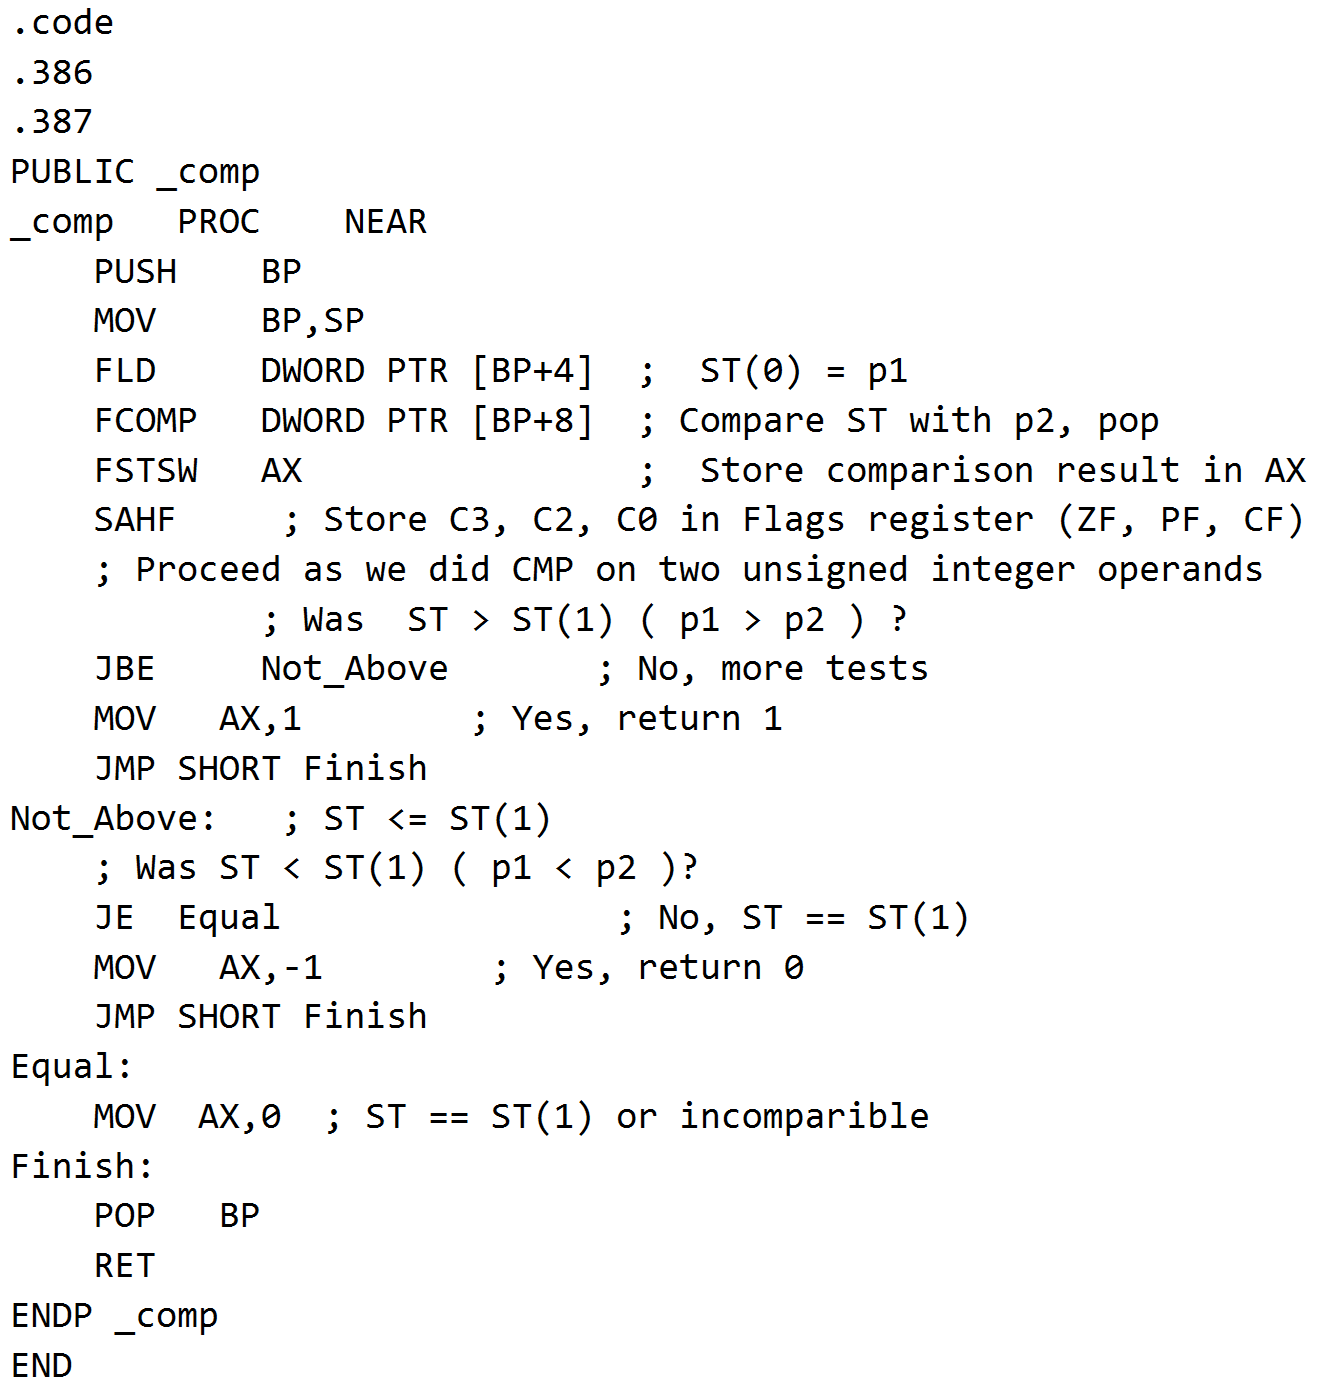 .code
.386
.387
PUBLIC _comp
_comp   PROC    NEAR
    PUSH    BP
    MOV     BP,SP
    FLD     DWORD PTR [BP+4]  ;  ST(0) = p1
    FCOMP   DWORD PTR [BP+8]  ; Compare ST with p2, pop
    FSTSW   AX                ;  Store comparison result in AX
    SAHF     ; Store C3, C2, C0 in Flags register (ZF, PF, CF)
    ; Proceed as we did CMP on two unsigned integer operands
            ; Was  ST > ST(1) ( p1 > p2 ) ?
    JBE     Not_Above       ; No, more tests
    MOV   AX,1        ; Yes, return 1
    JMP SHORT Finish
Not_Above:   ; ST <= ST(1)
    ; Was ST < ST(1) ( p1 < p2 )?
    JE  Equal                ; No, ST == ST(1)
    MOV   AX,-1        ; Yes, return 0
    JMP SHORT Finish
Equal:
    MOV  AX,0  ; ST == ST(1) or incomparible
Finish:
    POP   BP
    RET
ENDP _comp
END